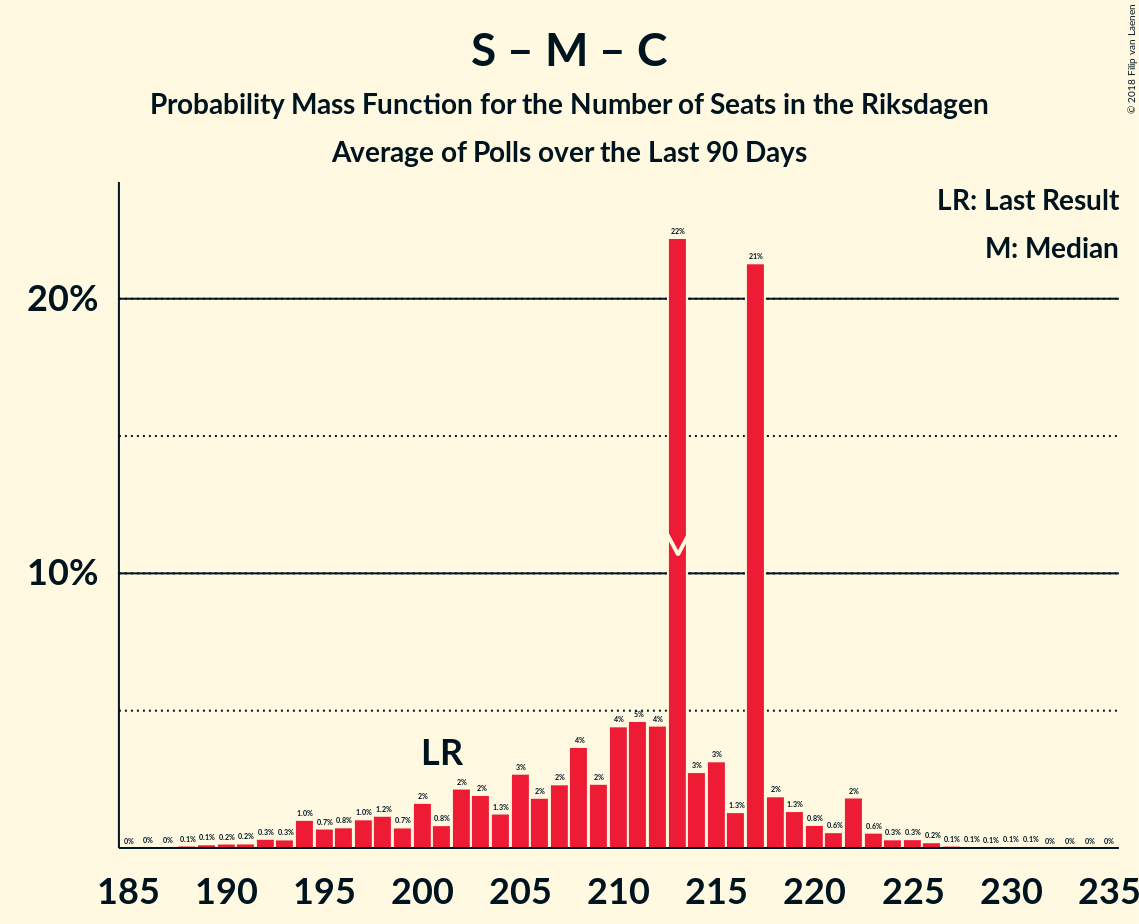 S – M – C
Probability Mass Function for the Number of Seats in the Riksdagen
Average of Polls over the Last 90 Days
© 2018 Filip van Laenen
LR: Last Result
M: Median
20%
10%
LR
M
0% 0% 0% 0.1% 0.1% 0.2% 0.2% 0.3% 0.3% 1.0% 0.7% 0.8% 1.0% 1.2% 0.7% 2% 0.8% 2% 2% 1.3% 3% 2% 2% 4% 2% 4% 5% 4% 22% 3% 3% 1.3% 21% 2% 1.3% 0.8% 0.6% 2% 0.6% 0.3% 0.3% 0.2% 0.1% 0.1% 0.1% 0.1% 0.1% 0% 0% 0% 0%
185 190 195 200 205 210 215 220 225 230 235